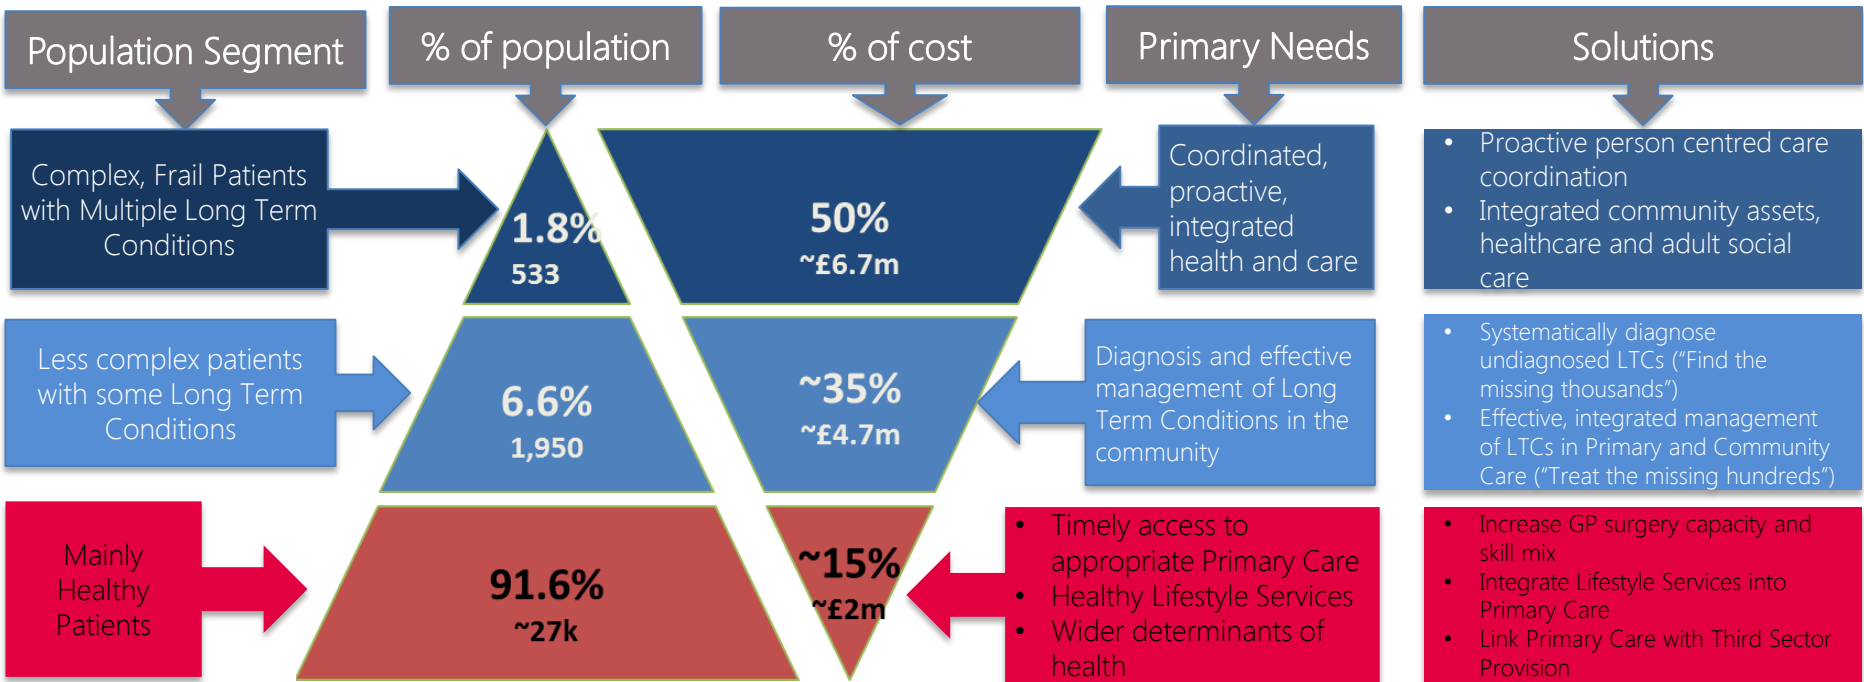 Population Segment
% of population
% of cost
Primary Needs
Solutions
Complex, Frail Patients
with Multiple Long Term
Conditions
1.8%
533
50%
~£6.7m
Coordinated,
proactive,
integrated
health and care
• Proactive person centred care
coordination
• Integrated community assets,
healthcare and adult social
care
Less complex patients
with some Long Term
Conditions
6.6%
1,950
~35%
~£4.7m
Diagnosis and effective
management of Long
Term Conditions in the
community
• Systematically diagnose
undiagnosed LTCs (“Find the
missing thousands”)
• Effective, integrated management
of LTCs in Primary and Community
Care (“Treat the missing hundreds”)
Mainly
Healthy
Patients
91.6%
~27k
~15%
~£2m
• Timely access to
appropriate Primary Care
• Healthy Lifestyle Services
• Wider determinants of
health
• Increase GP surgery capacity and
skill mix
• Integrate Lifestyle Services into
Primary Care
• Link Primary Care with Third Sector
Provision